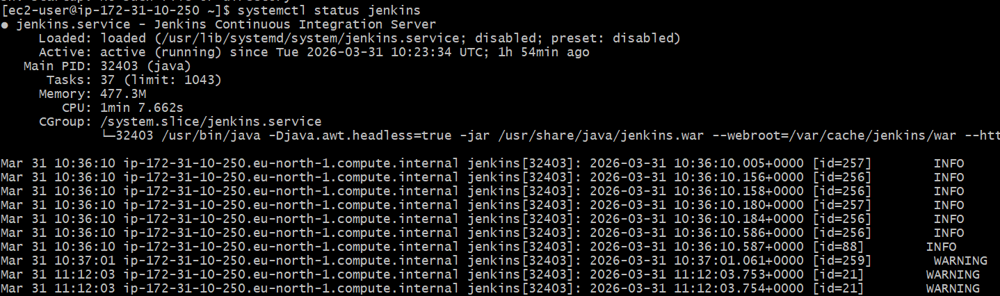 [ec2-user@ip-172-31-10-250 ~]$ systemctl status jenkins
● jenkins.service - Jenkins Continuous Integration Server
     Loaded: loaded (/usr/lib/systemd/system/jenkins.service; disabled; preset: disabled)
     Active: active (running) since Tue 2026-03-31 10:23:34 UTC; 1h 54min ago
   Main PID: 32403 (java)
      Tasks: 37 (limit: 1043)
     Memory: 477.3M
        CPU: 1min 7.662s
     CGroup: /system.slice/jenkins.service
             └─32403 /usr/bin/java -Djava.awt.headless=true -jar /usr/share/java/jenkins.war --webroot=/var/cache/jenkins/war --htt
Mar 31 10:36:10 ip-172-31-10-250.eu-north-1.compute.internal jenkins[32403]: 2026-03-31 10:36:10.005+0000 [id=257]        INFO
Mar 31 10:36:10 ip-172-31-10-250.eu-north-1.compute.internal jenkins[32403]: 2026-03-31 10:36:10.156+0000 [id=256]        INFO
Mar 31 10:36:10 ip-172-31-10-250.eu-north-1.compute.internal jenkins[32403]: 2026-03-31 10:36:10.158+0000 [id=256]        INFO
Mar 31 10:36:10 ip-172-31-10-250.eu-north-1.compute.internal jenkins[32403]: 2026-03-31 10:36:10.180+0000 [id=257]        INFO
Mar 31 10:36:10 ip-172-31-10-250.eu-north-1.compute.internal jenkins[32403]: 2026-03-31 10:36:10.184+0000 [id=256]        INFO
Mar 31 10:36:10 ip-172-31-10-250.eu-north-1.compute.internal jenkins[32403]: 2026-03-31 10:36:10.586+0000 [id=256]        INFO
Mar 31 10:36:10 ip-172-31-10-250.eu-north-1.compute.internal jenkins[32403]: 2026-03-31 10:36:10.587+0000 [id=88]        INFO
Mar 31 10:37:01 ip-172-31-10-250.eu-north-1.compute.internal jenkins[32403]: 2026-03-31 10:37:01.061+0000 [id=259]        WARNING
Mar 31 11:12:03 ip-172-31-10-250.eu-north-1.compute.internal jenkins[32403]: 2026-03-31 11:12:03.753+0000 [id=21]        WARNING
Mar 31 11:12:03 ip-172-31-10-250.eu-north-1.compute.internal jenkins[32403]: 2026-03-31 11:12:03.754+0000 [id=21]        WARNING